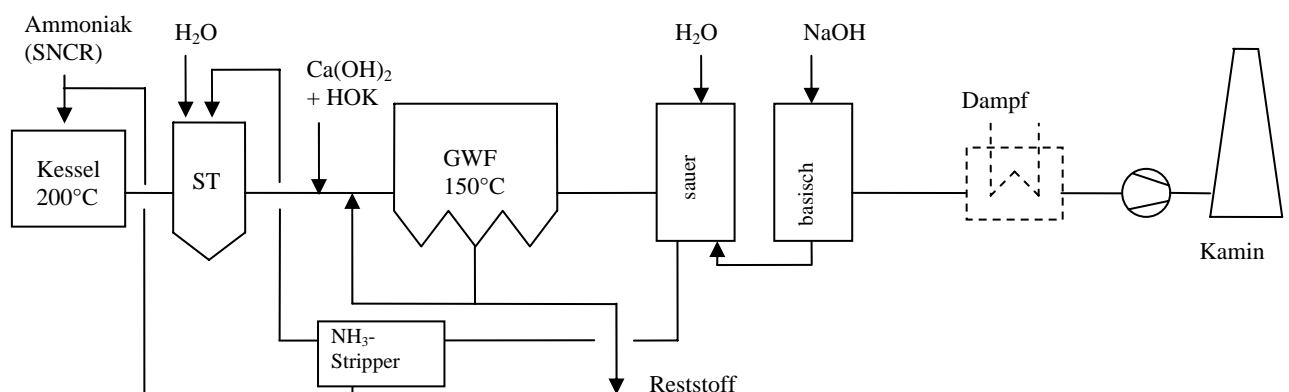 Ammoniak
(SNCR)
H₂O
Ca(OH)₂
+ HOK
H₂O
NaOH
Dampf
Kessel
200°C
ST
GWF
150°C
sauer
basisch
Kamin
NH₃-
Stripper
Reststoff